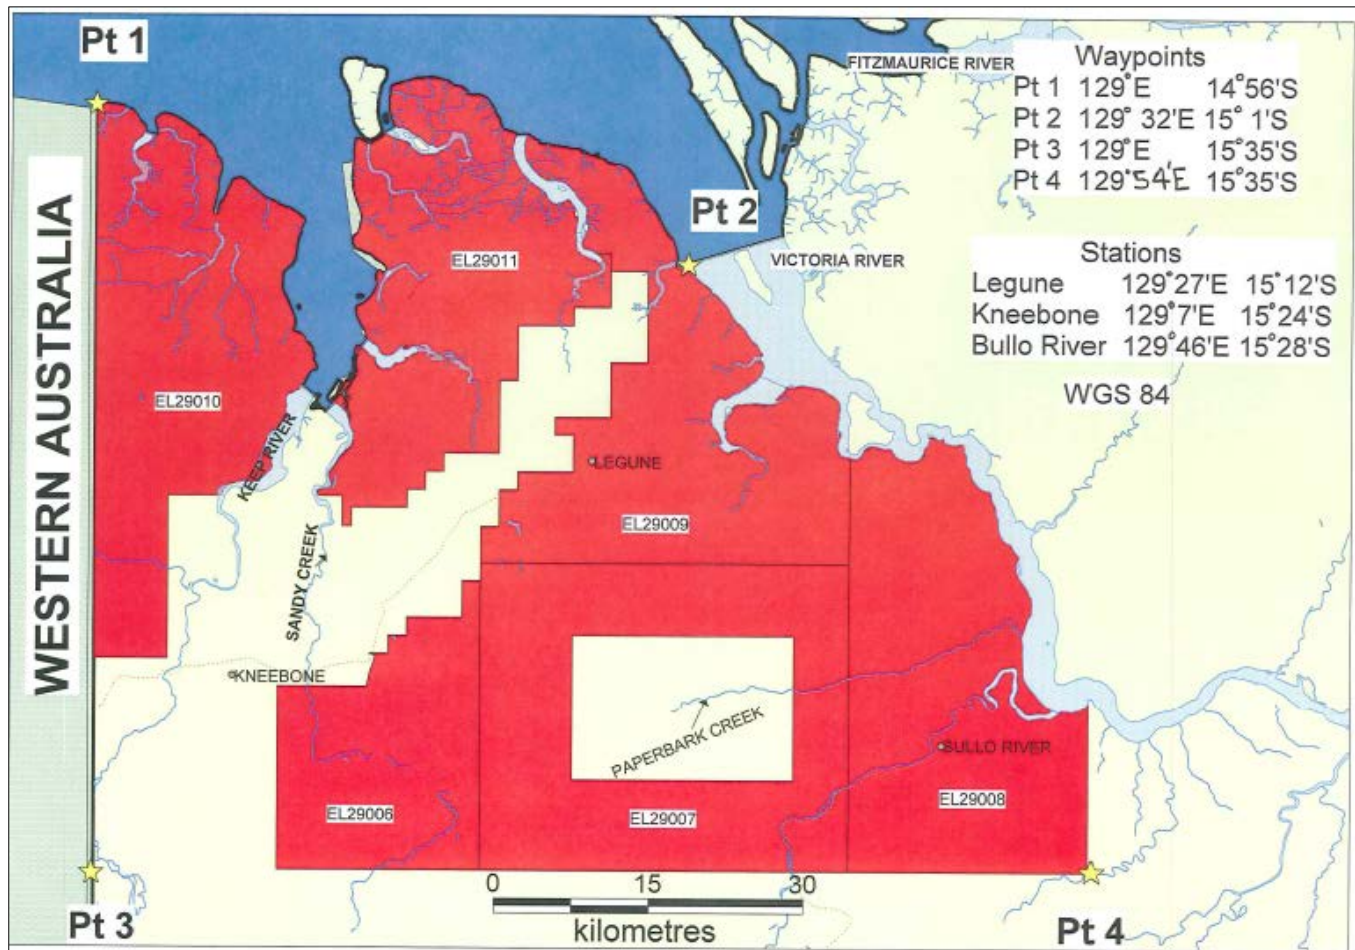 Pt 1
FITZMAURICE RIVER
Waypoints
Pt 1 129°E 14°56'S
Pt 2 129° 32'E 15° 1'S
Pt 3 129°E 15°35'S
Pt 4 129°54'E 15°35'S
WESTERN AUSTRALIA
Pt 2
VICTORIA RIVER
EL29011
Stations
Legune 129°27'E 15°12'S
Kneebone 129°7'E 15°24'S
Bullo River 129°46'E 15°28'S
WGS 84
EL29010
KEEP RIVER
LEGUNE
EL29009
SANDY CREEK
KNEEBONE
PAPERBARK CREEK
BULLO RIVER
EL29006
EL29007
EL29008
0 15 30
kilometres
Pt 3
Pt 4